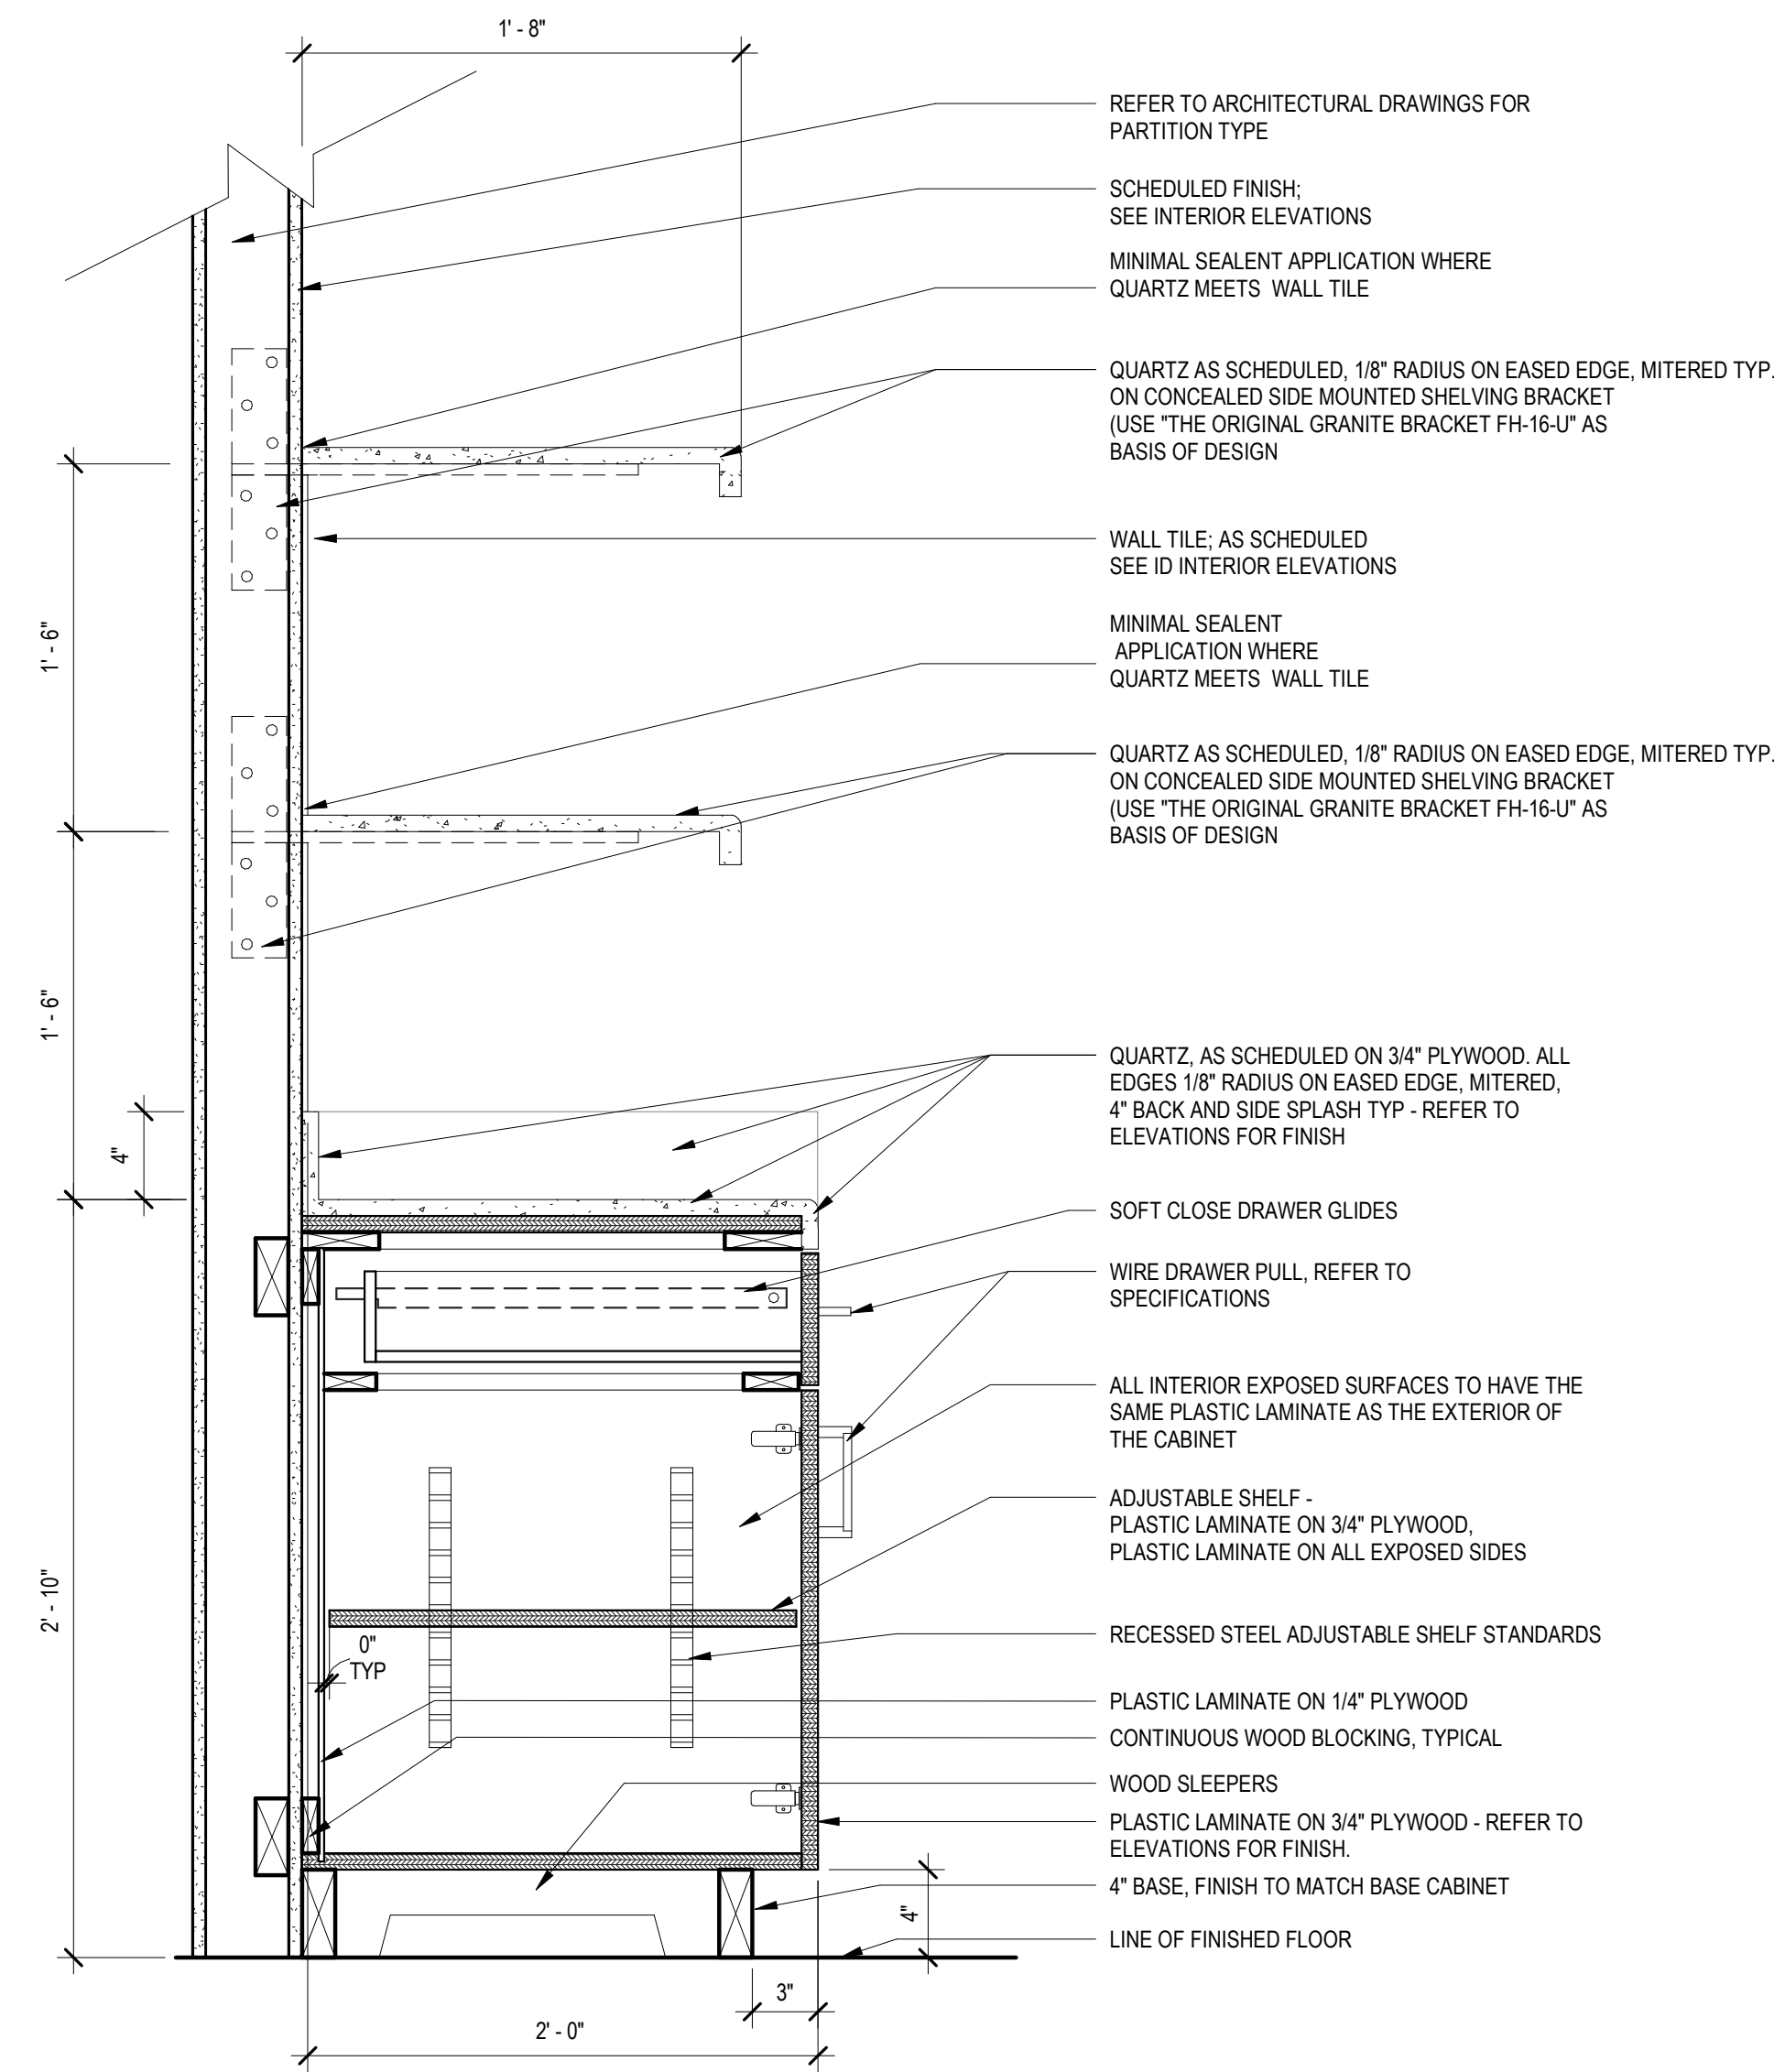 1' - 8"
REFER TO ARCHITECTURAL DRAWINGS FOR
PARTITION TYPE
SCHEDULED FINISH;
SEE INTERIOR ELEVATIONS
MINIMAL SEALENT APPLICATION WHERE
QUARTZ MEETS  WALL TILE
QUARTZ AS SCHEDULED, 1/8" RADIUS ON EASED EDGE, MITERED TYP.
ON CONCEALED SIDE MOUNTED SHELVING BRACKET
(USE "THE ORIGINAL GRANITE BRACKET FH-16-U" AS
BASIS OF DESIGN
WALL TILE; AS SCHEDULED
SEE ID INTERIOR ELEVATIONS
1' - 6"
MINIMAL SEALENT
APPLICATION WHERE
QUARTZ MEETS  WALL TILE
QUARTZ AS SCHEDULED, 1/8" RADIUS ON EASED EDGE, MITERED TYP.
ON CONCEALED SIDE MOUNTED SHELVING BRACKET
(USE "THE ORIGINAL GRANITE BRACKET FH-16-U" AS
BASIS OF DESIGN
1' - 6"
QUARTZ, AS SCHEDULED ON 3/4" PLYWOOD. ALL
EDGES 1/8" RADIUS ON EASED EDGE, MITERED,
4" BACK AND SIDE SPLASH TYP - REFER TO
ELEVATIONS FOR FINISH
4"
SOFT CLOSE DRAWER GLIDES
WIRE DRAWER PULL, REFER TO
SPECIFICATIONS
ALL INTERIOR EXPOSED SURFACES TO HAVE THE
SAME PLASTIC LAMINATE AS THE EXTERIOR OF
THE CABINET
ADJUSTABLE SHELF -
PLASTIC LAMINATE ON 3/4" PLYWOOD,
PLASTIC LAMINATE ON ALL EXPOSED SIDES
2' - 10"
0"
TYP
RECESSED STEEL ADJUSTABLE SHELF STANDARDS
PLASTIC LAMINATE ON 1/4" PLYWOOD
CONTINUOUS WOOD BLOCKING, TYPICAL
WOOD SLEEPERS
PLASTIC LAMINATE ON 3/4" PLYWOOD - REFER TO
ELEVATIONS FOR FINISH.
4" BASE, FINISH TO MATCH BASE CABINET
4"
LINE OF FINISHED FLOOR
3"
2' - 0"